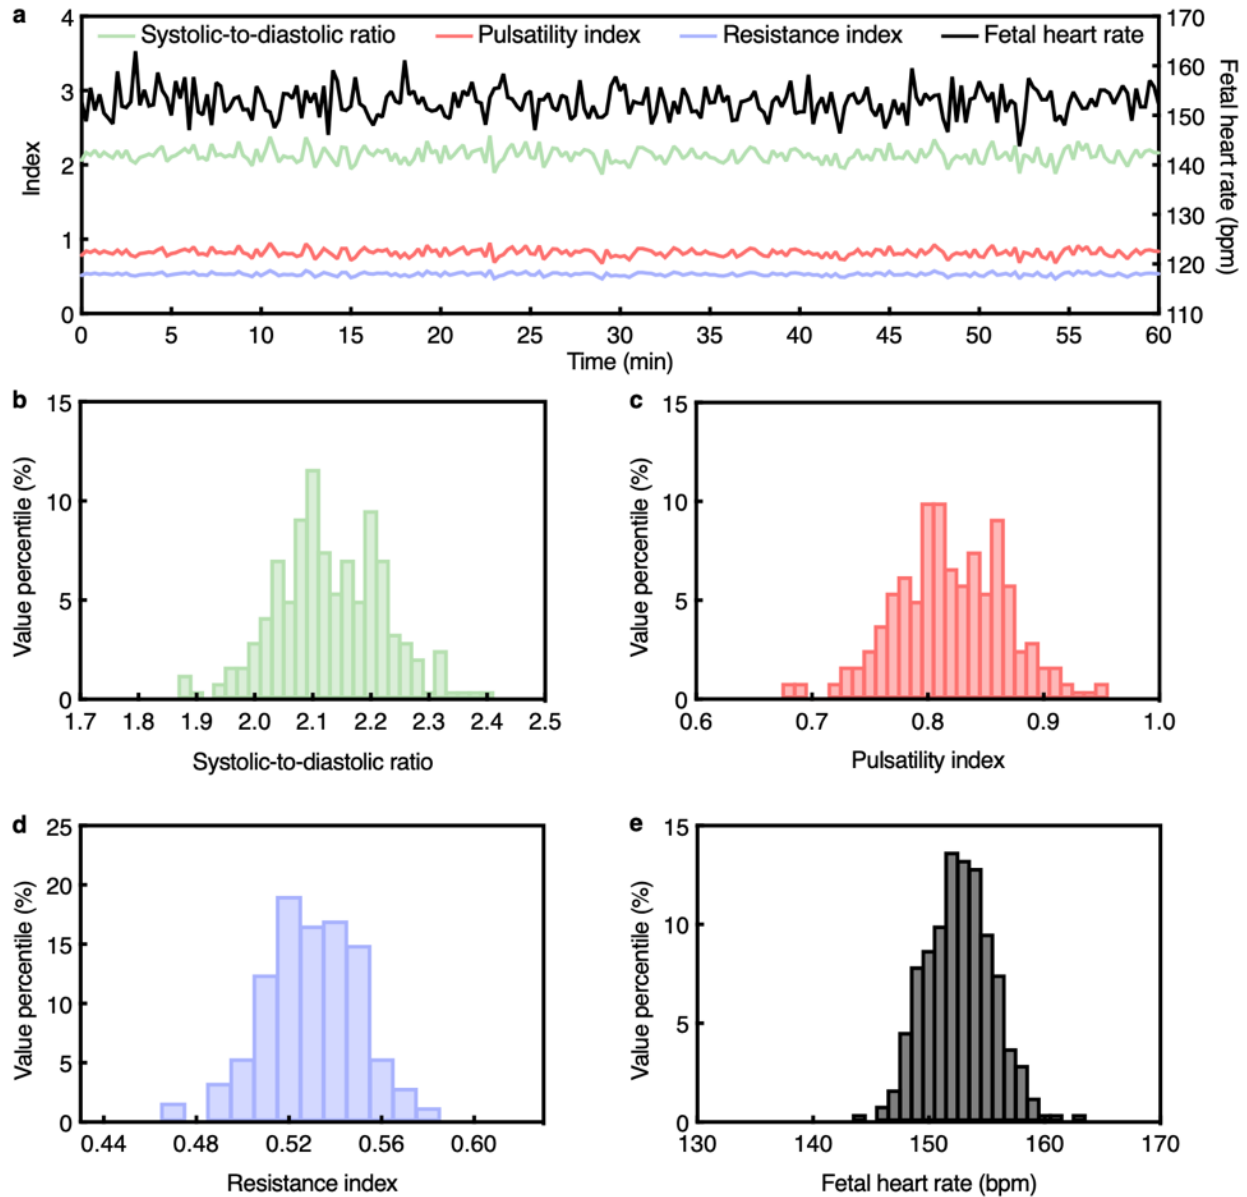 a
Systolic-to-diastolic ratio Pulsatility index Resistance index Fetal heart rate
4 3 2 1 0
Index
170 160 150 140 130 120 110
Fetal heart rate (bpm)
0 5 10 15 20 25 30 35 40 45 50 55 60
Time (min)
b
15 10 5 0
Value percentile (%)
1.7 1.8 1.9 2.0 2.1 2.2 2.3 2.4 2.5
Systolic-to-diastolic ratio
c
15 10 5 0
Value percentile (%)
0.6 0.7 0.8 0.9 1.0
Pulsatility index
d
25 20 15 10 5 0
Value percentile (%)
0.44 0.48 0.52 0.56 0.60
Resistance index
e
15 10 5 0
Value percentile (%)
130 140 150 160 170
Fetal heart rate (bpm)